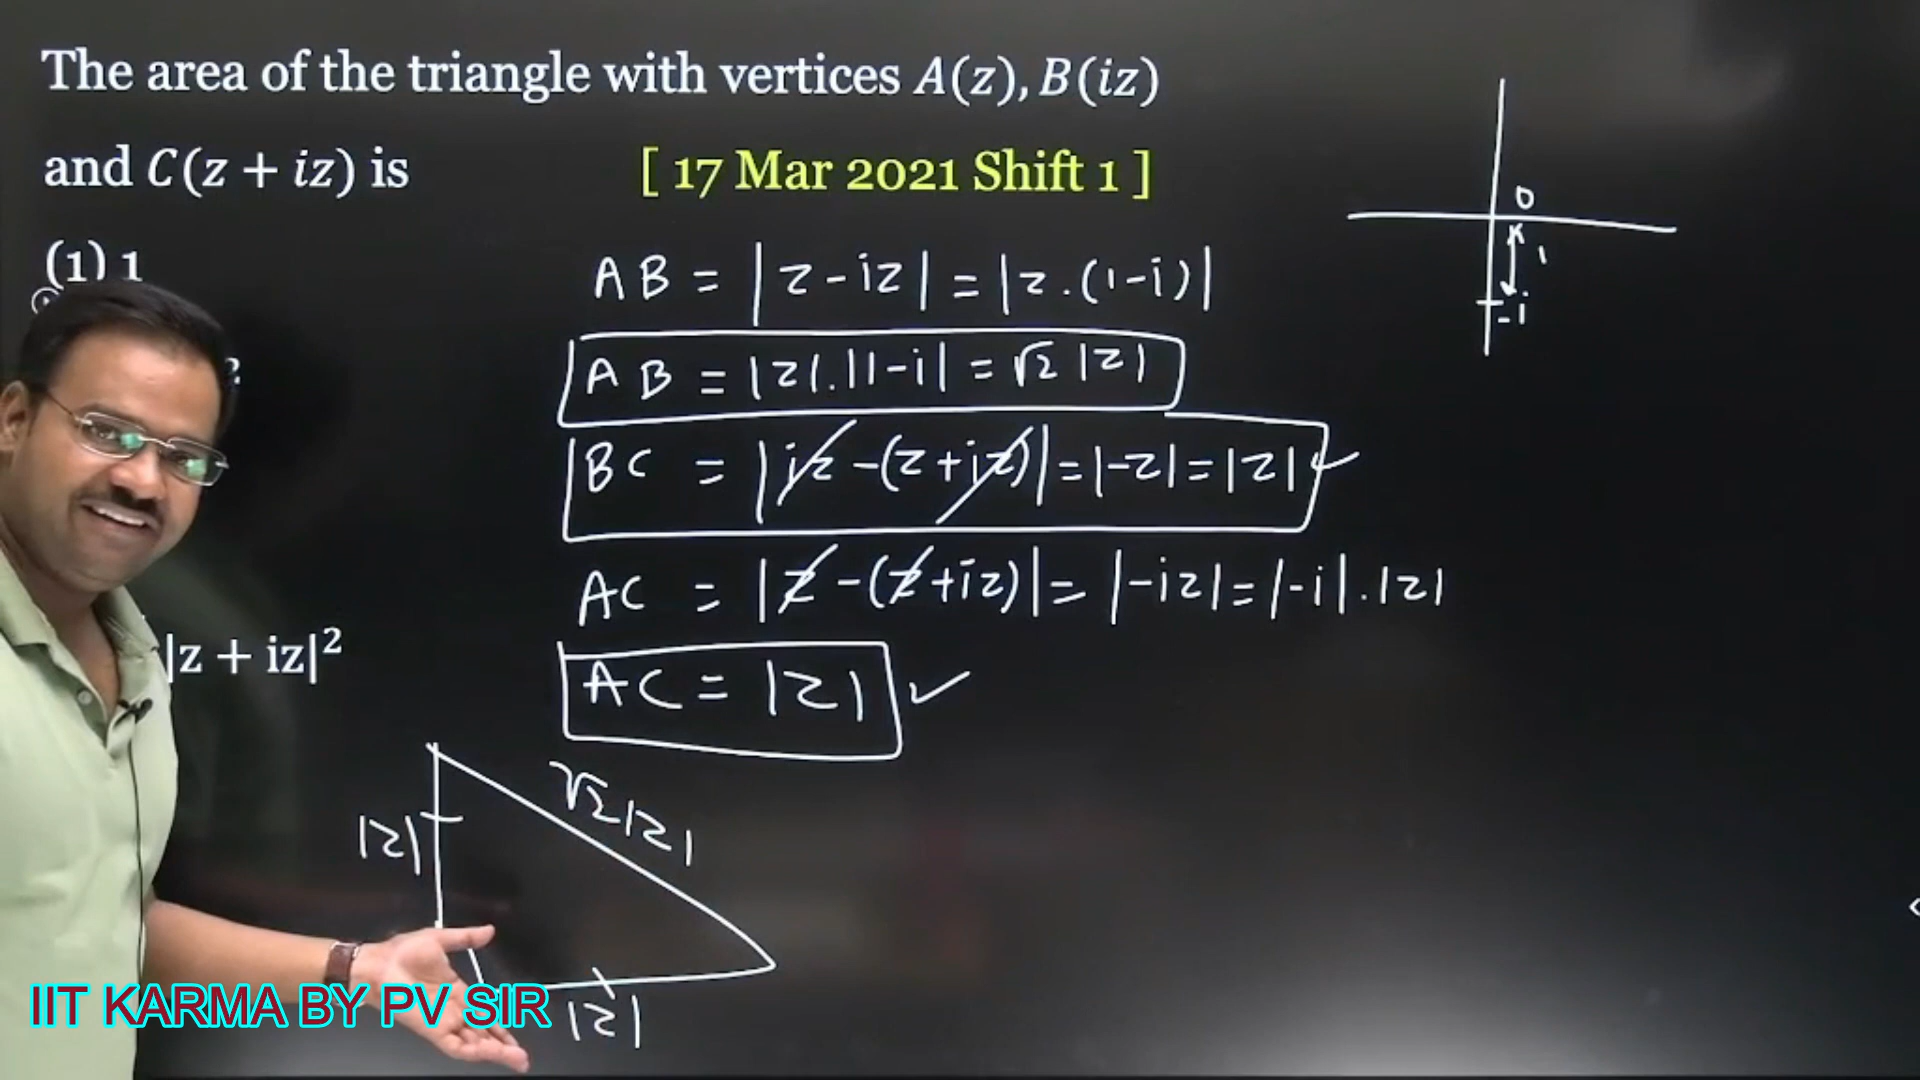 The area of the triangle with vertices A(z), B(iz)
and C(z + iz) is
[ 17 Mar 2021 Shift 1 ]
(1) 1
AB = |z-iz| = |z.(1-i)|
AB = |z|.|1-i| = √2 |z|
2
BC = |iz-(z+iz)| = |-z| = |z|
AC = |z-(z+iz)| = |-iz| = |-i|.|z|
|z + iz|²
AC = |z|
0
1
-i
√2|z|
|z|
|z|
IIT KARMA BY PV SIR